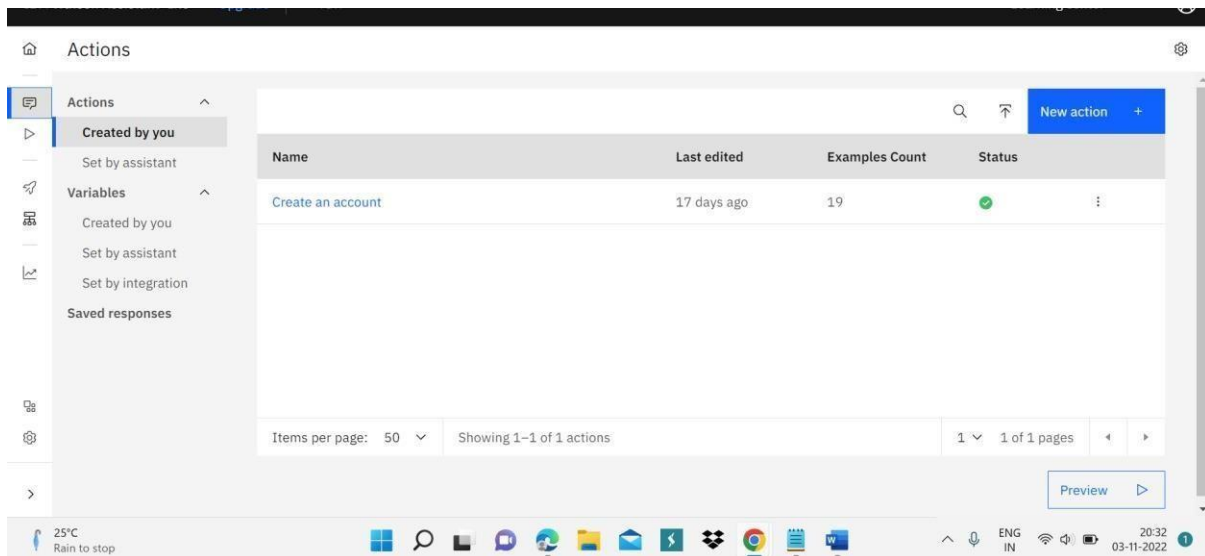 Actions
Actions
Created by you
Set by assistant
Variables
Created by you
Set by assistant
Set by integration
Saved responses
New action +
Name Last edited Examples Count Status
Create an account 17 days ago 19
Items per page: 50 Showing 1–1 of 1 actions 1 1 of 1 pages
Preview
25°C
Rain to stop
ENG
IN
20:32
03-11-2022
1